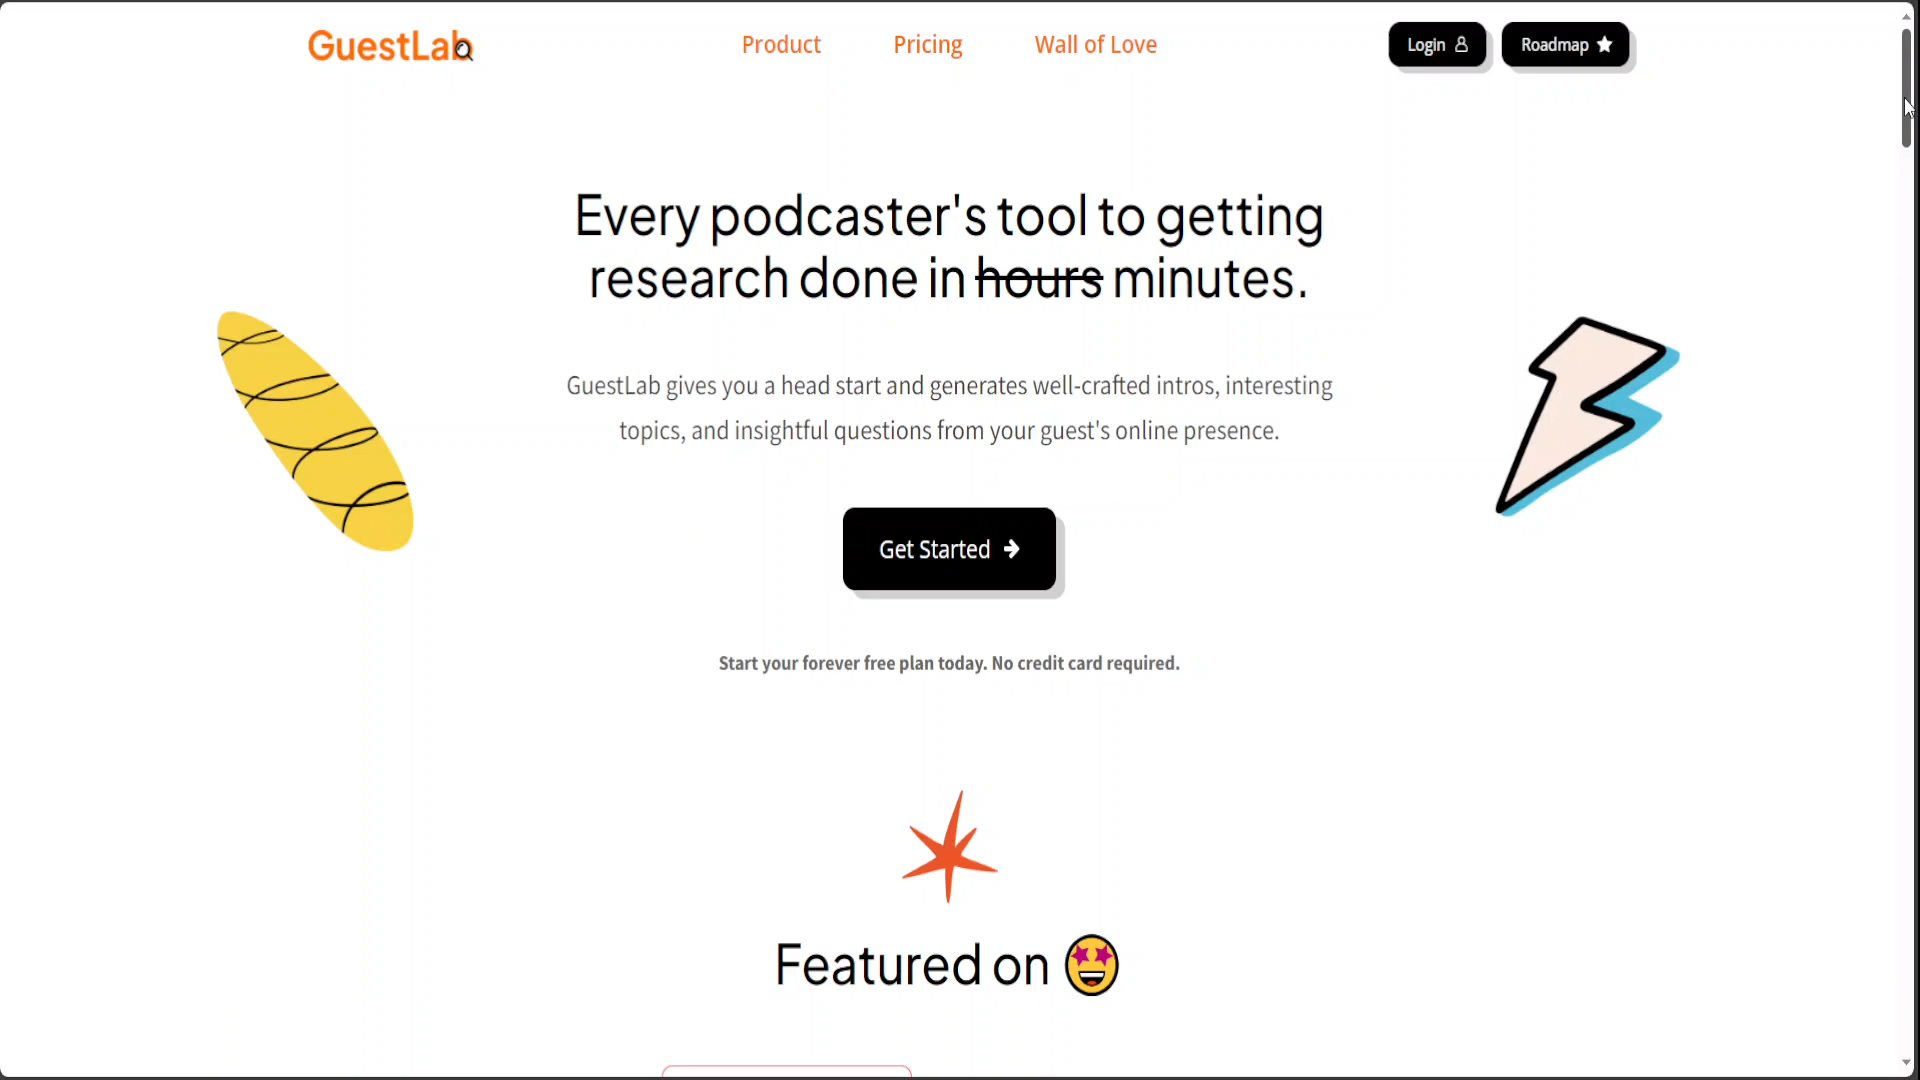 GuestLab
Product
Pricing
Wall of Love
Login
Roadmap
Every podcaster's tool to getting
research done in hours minutes.
GuestLab gives you a head start and generates well-crafted intros, interesting
topics, and insightful questions from your guest's online presence.
Get Started
Start your forever free plan today. No credit card required.
Featured on